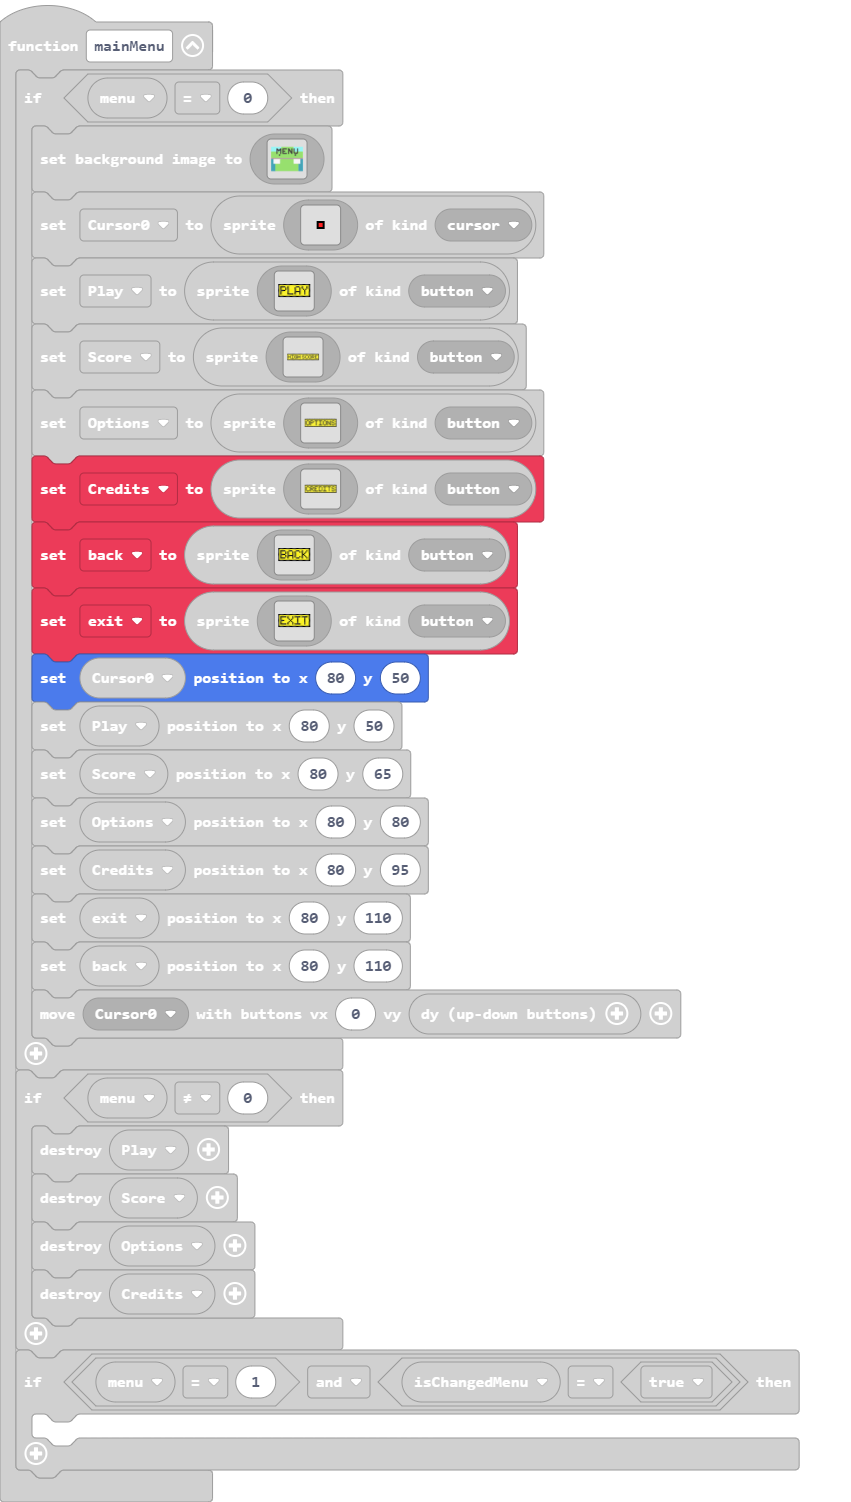 function mainMenu
if menu = 0 then
set background image to MENU
set Cursor0 to sprite of kind cursor
set Play to sprite PLAY of kind button
set Score to sprite of kind button
set Options to sprite OPTIONS of kind button
set Credits to sprite CREDITS of kind button
set back to sprite BACK of kind button
set exit to sprite EXIT of kind button
set Cursor0 position to x 80 y 50
set Play position to x 80 y 50
set Score position to x 80 y 65
set Options position to x 80 y 80
set Credits position to x 80 y 95
set exit position to x 80 y 110
set back position to x 80 y 110
move Cursor0 with buttons vx 0 vy dy (up-down buttons)
if menu ≠ 0 then
destroy Play
destroy Score
destroy Options
destroy Credits
if menu = 1 and isChangedMenu = true then